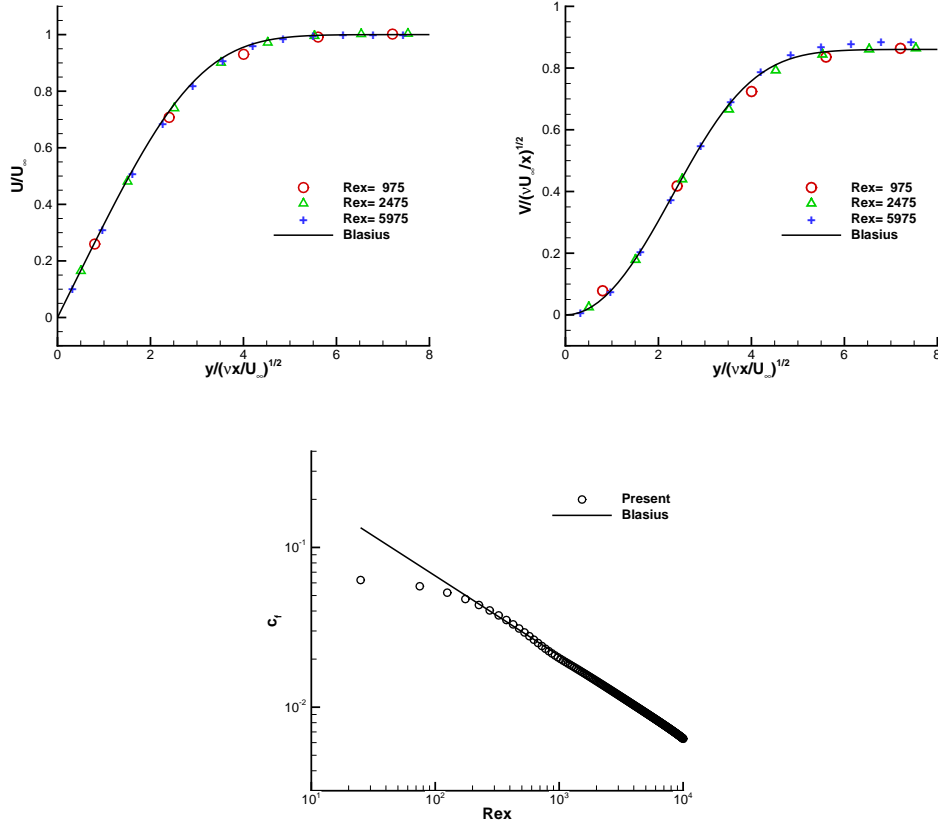 U/U∞
1
0.8
0.6
0.4
0.2
0
0 2 4 6 8
y/(νx/U∞)^1/2
Rex= 975
Rex= 2475
Rex= 5975
Blasius
V/(νU∞/x)^1/2
1
0.8
0.6
0.4
0.2
0
0 2 4 6 8
y/(νx/U∞)^1/2
Rex= 975
Rex= 2475
Rex= 5975
Blasius
c_f
10^-1
10^-2
10^1 10^2 10^3 10^4
Rex
Present
Blasius